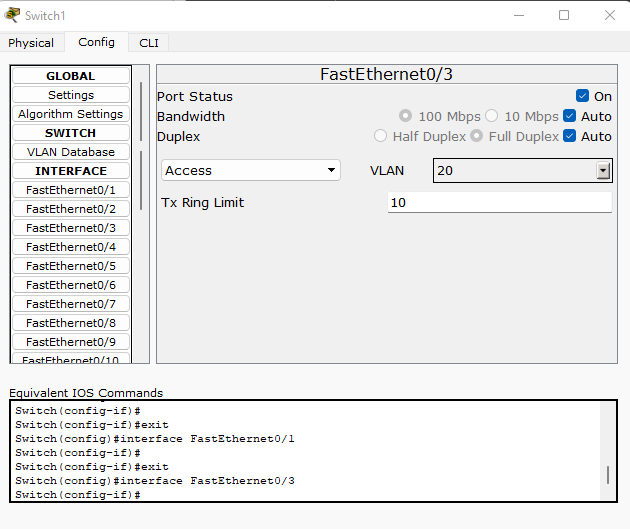 Switch1
Physical Config CLI
GLOBAL
Settings
Algorithm Settings
SWITCH
VLAN Database
INTERFACE
FastEthernet0/1
FastEthernet0/2
FastEthernet0/3
FastEthernet0/4
FastEthernet0/5
FastEthernet0/6
FastEthernet0/7
FastEthernet0/8
FastEthernet0/9
FastEthernet0/10
FastEthernet0/3
Port Status On
Bandwidth 100 Mbps 10 Mbps Auto
Duplex Half Duplex Full Duplex Auto
Access VLAN 20
Tx Ring Limit 10
Equivalent IOS Commands
Switch(config-if)#
Switch(config-if)#exit
Switch(config)#interface FastEthernet0/1
Switch(config-if)#
Switch(config-if)#exit
Switch(config)#interface FastEthernet0/3
Switch(config-if)#